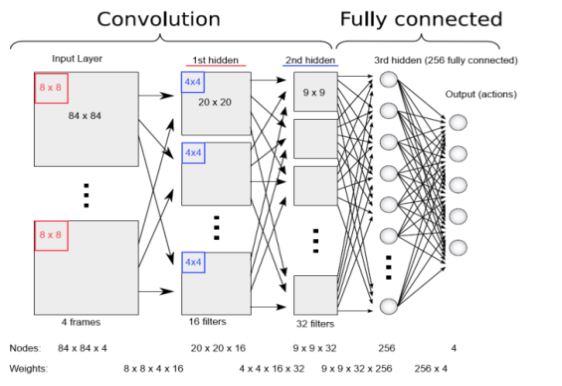 Convolution Fully connected
Input Layer 1st hidden 2nd hidden 3rd hidden (256 fully connected)
8 x 8 4x4 9 x 9 Output (actions)
84 x 84 20 x 20
4x4
8 x 8 4x4
4 frames 16 filters 32 filters
Nodes: 84 x 84 x 4 20 x 20 x 16 9 x 9 x 32 256 4
Weights: 8 x 8 x 4 x 16 4 x 4 x 16 x 32 9 x 9 x 32 x 256 256 x 4